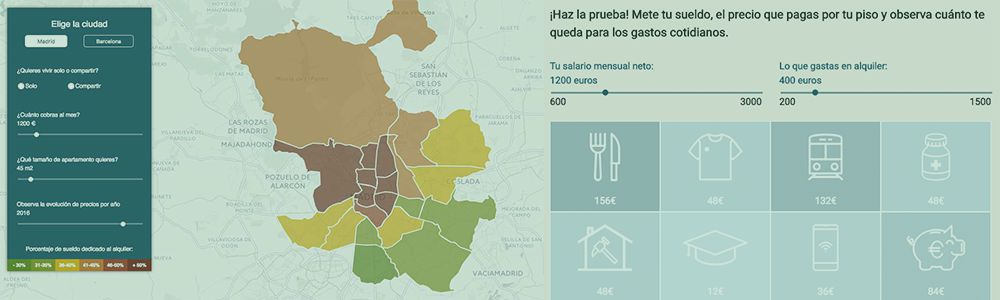 Elige la ciudad
Madrid
Barcelona
¿Quieres vivir solo o compartir?
Solo
Compartir
¿Cuánto cobras al mes?
1200 €
¿Qué tamaño de apartamento quieres?
45 m2
Observa la evolución de precios por año
2016
Porcentaje de sueldo dedicado al alquiler:
- 30%
31-35%
36-40%
41-45%
46-50%
+ 50%
TRES CANTOS
SAN
SEBASTIÁN
DE LOS
REYES
LAS ROZAS
DE MADRID
MAJADAHONDA
POZUELO DE
ALARCÓN
COSLADA
MADRID
VACIAMADRID
¡Haz la prueba! Mete tu sueldo, el precio que pagas por tu piso y observa cuánto te
queda para los gastos cotidianos.
Tu salario mensual neto:
1200 euros
600
3000
Lo que gastas en alquiler:
400 euros
200
1500
156€
48€
132€
48€
48€
12€
36€
84€